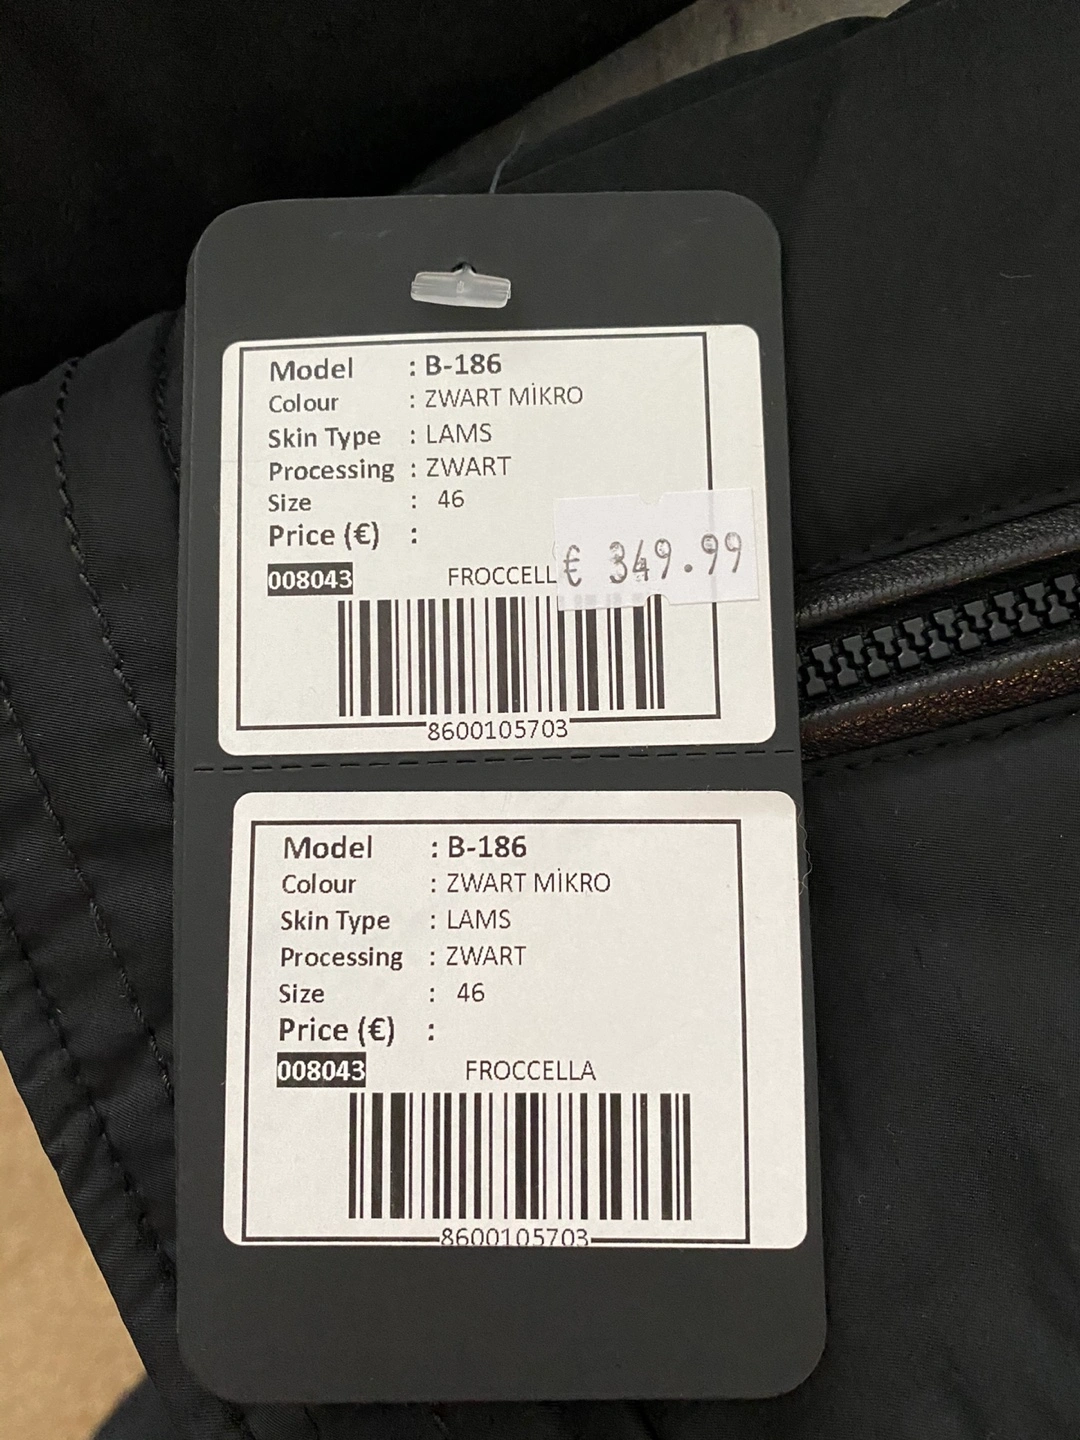 Model : B-186
Colour : ZWART MİKRO
Skin Type : LAMS
Processing : ZWART
Size : 46
Price (€) :
€ 349.99
008043 FROCCELL
8600105703
Model : B-186
Colour : ZWART MİKRO
Skin Type : LAMS
Processing : ZWART
Size : 46
Price (€) :
008043 FROCCELLA
8600105703